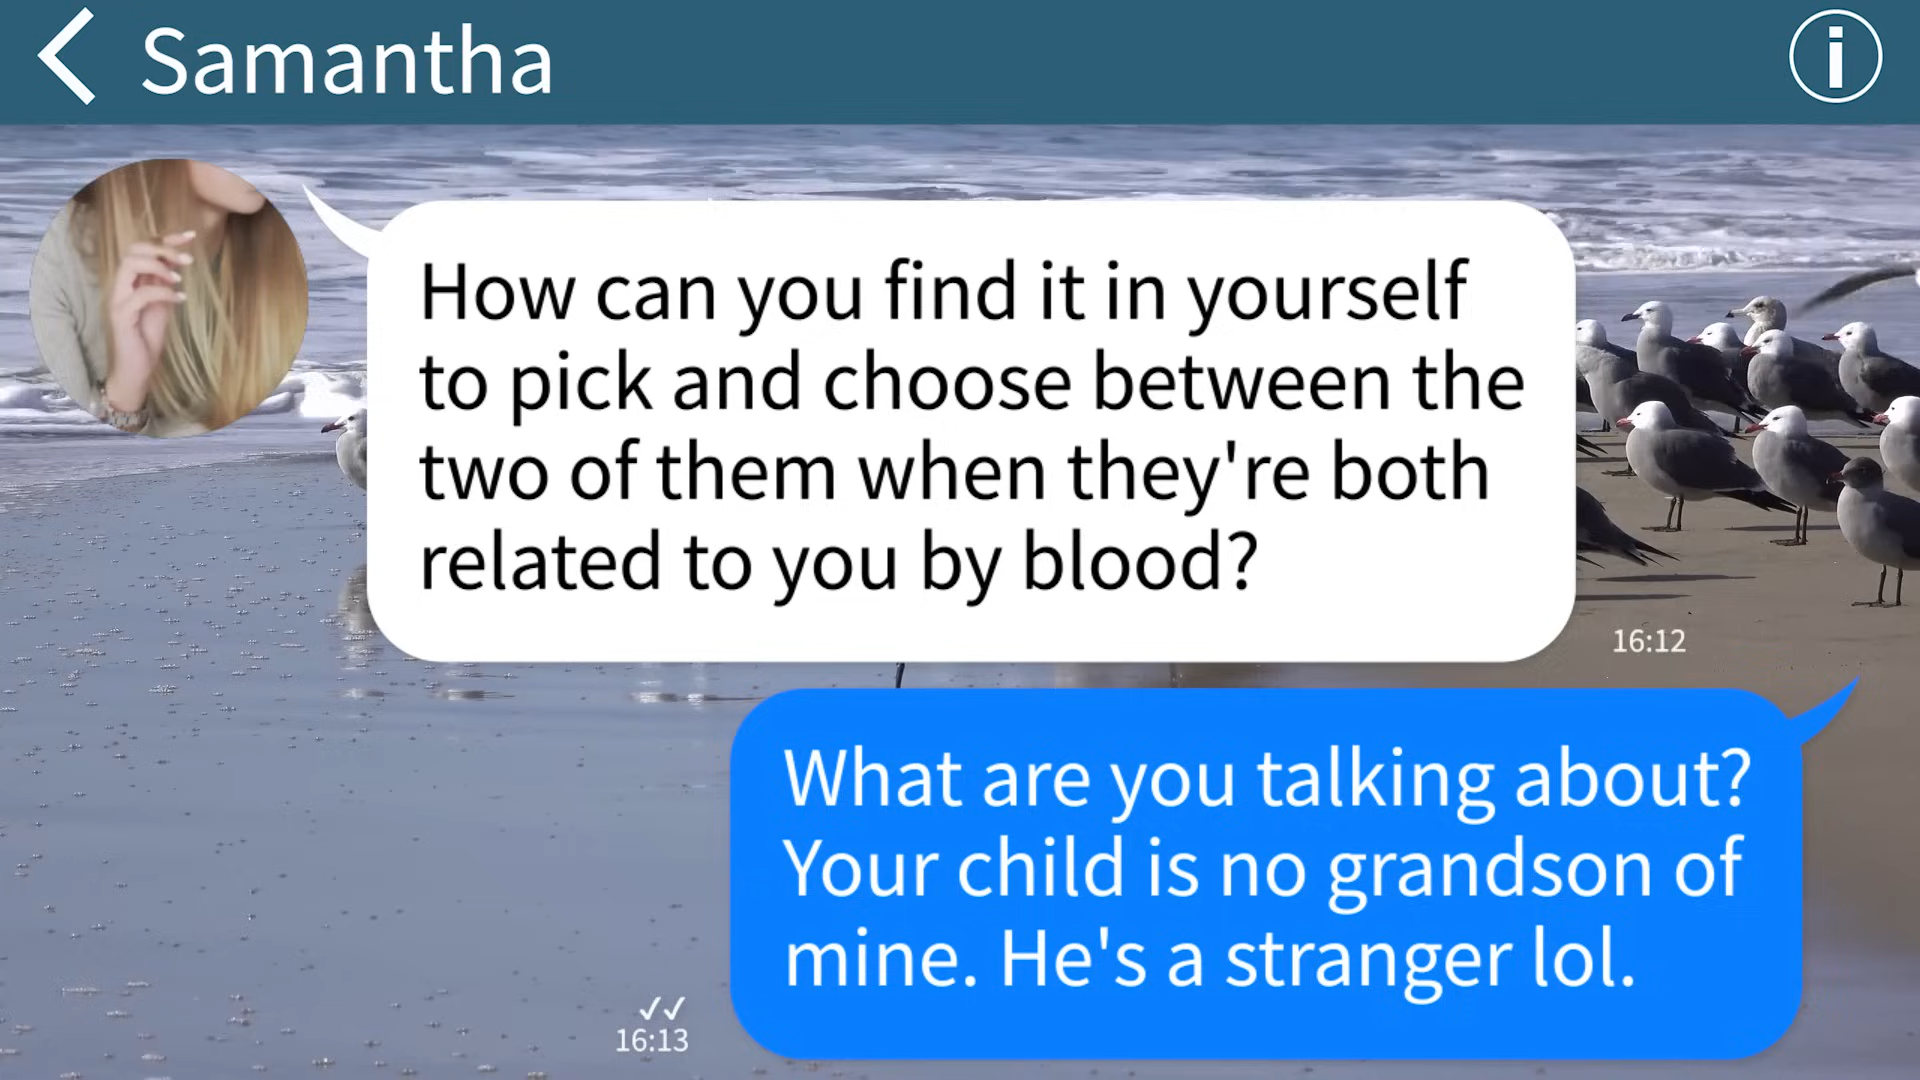 Samantha
How can you find it in yourself
to pick and choose between the
two of them when they're both
related to you by blood?
16:12
What are you talking about?
Your child is no grandson of
mine. He's a stranger lol.
16:13